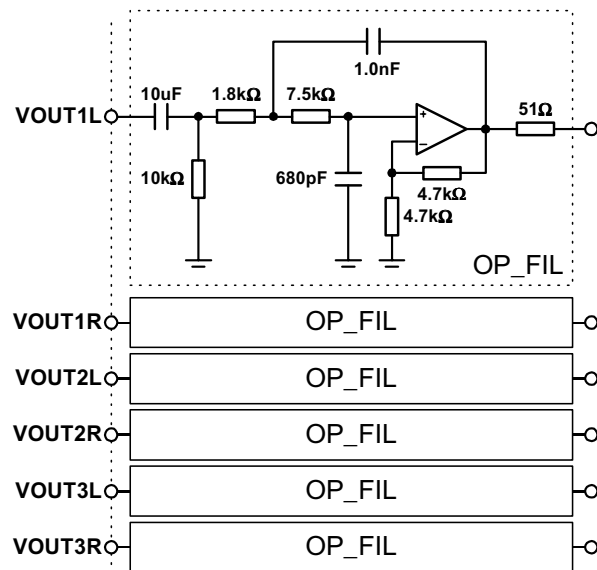 1.0nF
10uF
1.8kΩ
7.5kΩ
VOUT1L
+
−
51Ω
10kΩ
680pF
4.7kΩ
4.7kΩ
OP_FIL
VOUT1R
OP_FIL
VOUT2L
OP_FIL
VOUT2R
OP_FIL
VOUT3L
OP_FIL
VOUT3R
OP_FIL